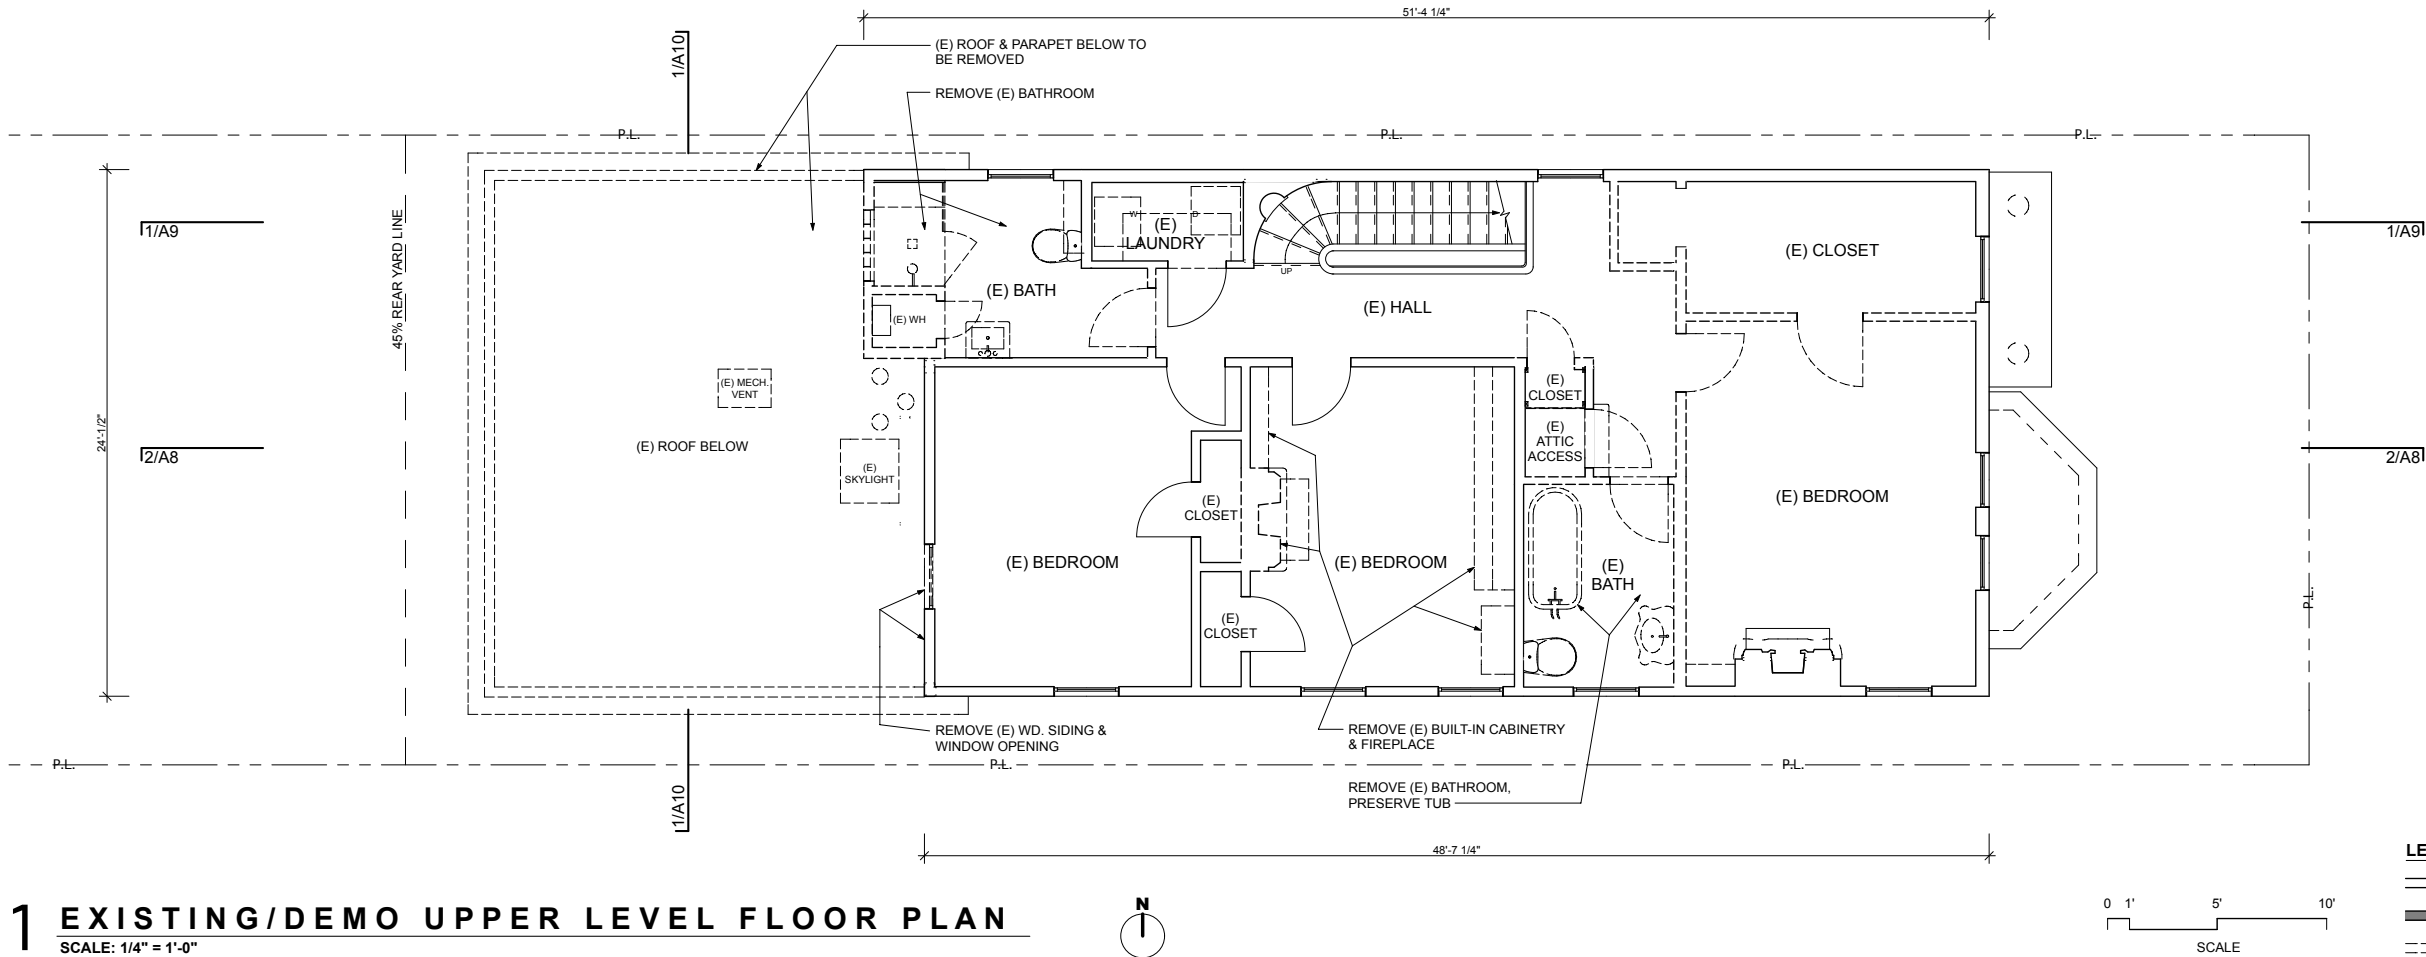 51'-4 1/4"
1/A10
(E) ROOF & PARAPET BELOW TO
BE REMOVED
REMOVE (E) BATHROOM
P.L.
P.L.
P.L.
1/A9
1/A9
45% REAR YARD LINE
W
D
(E)
LAUNDRY
UP
(E) CLOSET
(E) BATH
(E) HALL
(E) WH
(E) MECH.
VENT
(E)
CLOSET
24'-1/2"
2/A8
2/A8
(E) ROOF BELOW
(E)
ATTIC
ACCESS
(E)
SKYLIGHT
(E) BEDROOM
(E)
CLOSET
(E) BEDROOM
(E) BEDROOM
(E)
BATH
(E)
CLOSET
P.L.
REMOVE (E) WD. SIDING &
WINDOW OPENING
REMOVE (E) BUILT-IN CABINETRY
& FIREPLACE
P.L.
P.L.
P.L.
REMOVE (E) BATHROOM,
PRESERVE TUB
1/A10
48'-7 1/4"
LE
1 EXISTING/DEMO UPPER LEVEL FLOOR PLAN
SCALE: 1/4" = 1'-0"
N
0 1' 5' 10'
SCALE